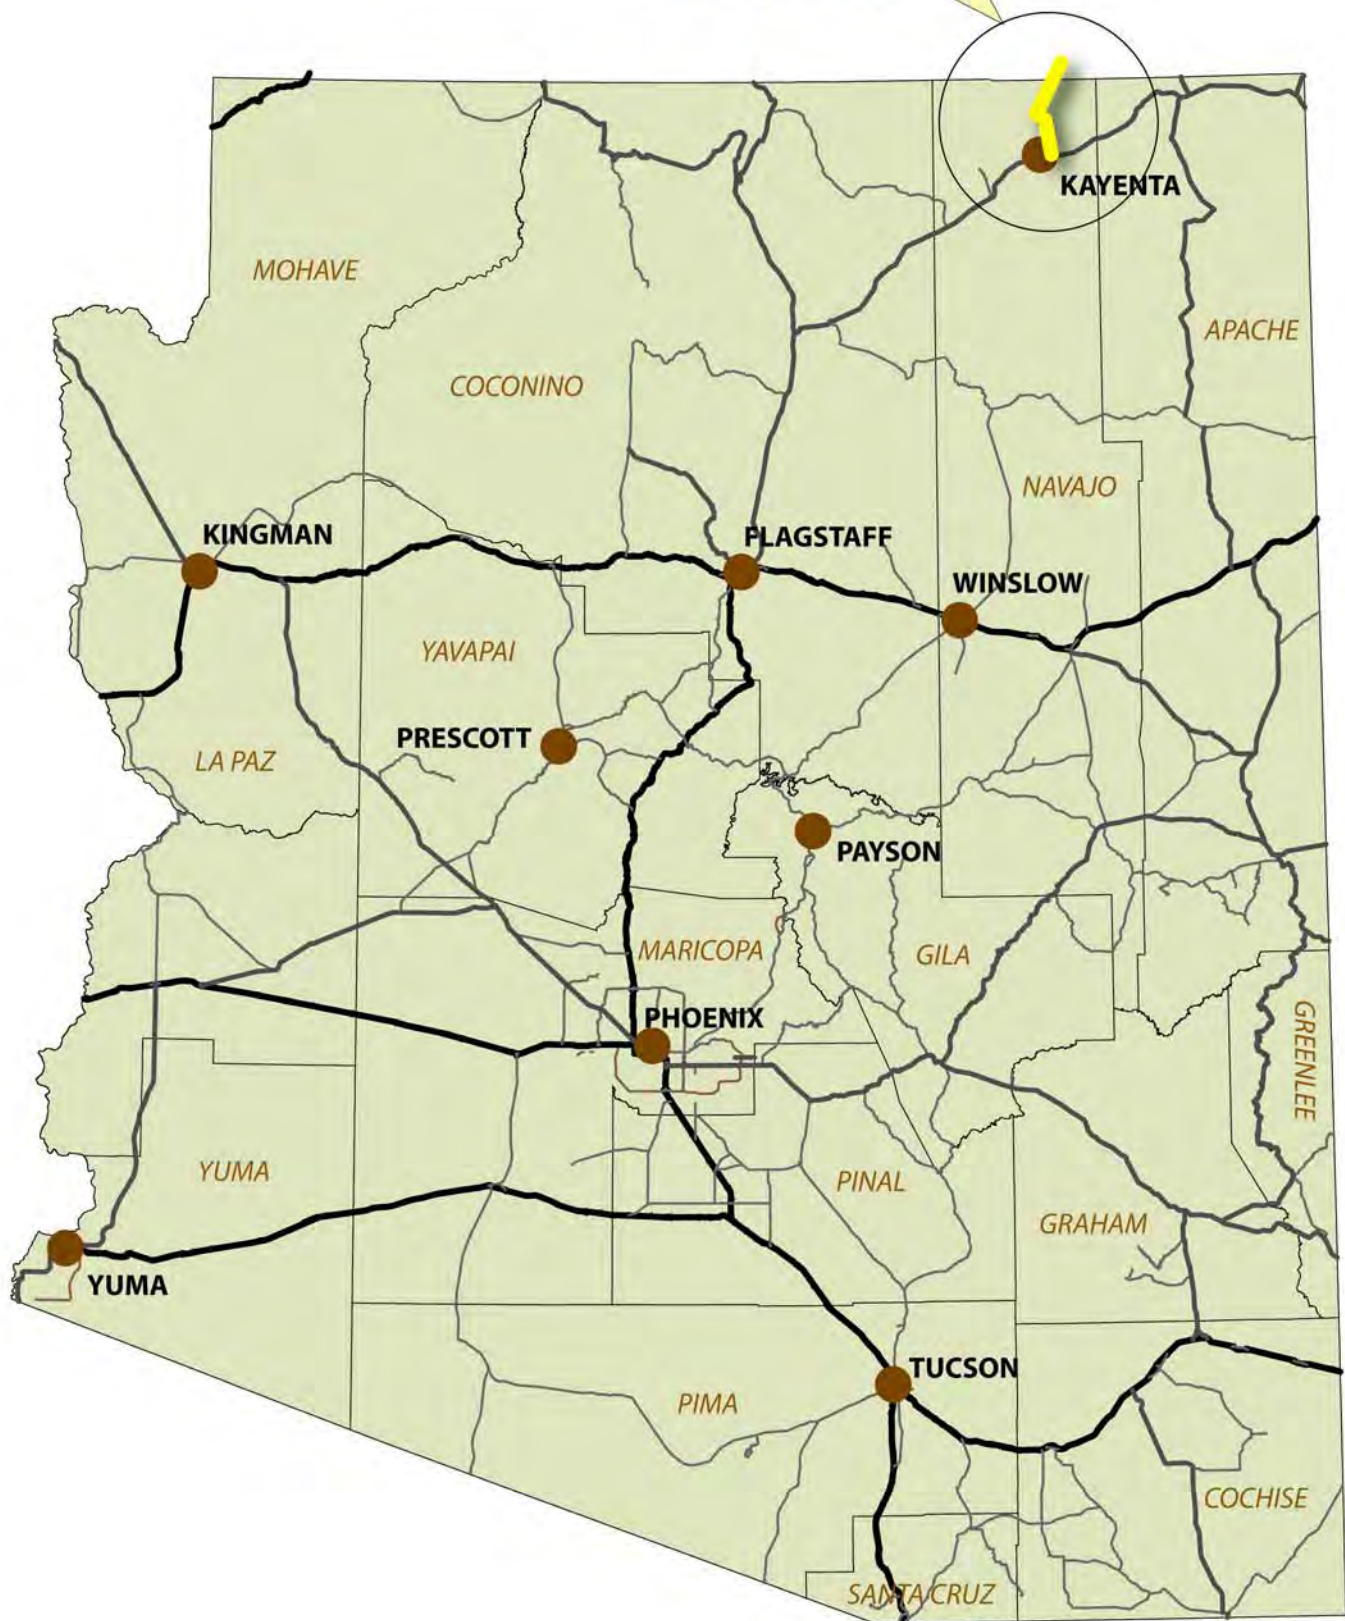 KAYENTA
MOHAVE
APACHE
COCONINO
NAVAJO
KINGMAN
FLAGSTAFF
WINSLOW
YAVAPAI
PRESCOTT
LA PAZ
PAYSON
MARICOPA
GILA
PHOENIX
GREENLEE
YUMA
PINAL
GRAHAM
YUMA
TUCSON
PIMA
COCHISE
SANTA CRUZ